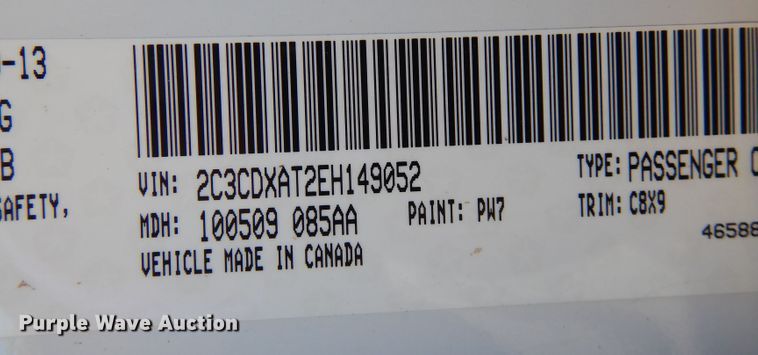 -13
G
B
SAFETY,
VIN: 2C3CDXAT2EH149052
TYPE: PASSENGER
MDH: 100509 085AA
PAINT: PW7
TRIM: C8X9
VEHICLE MADE IN CANADA
46588
Purple Wave Auction